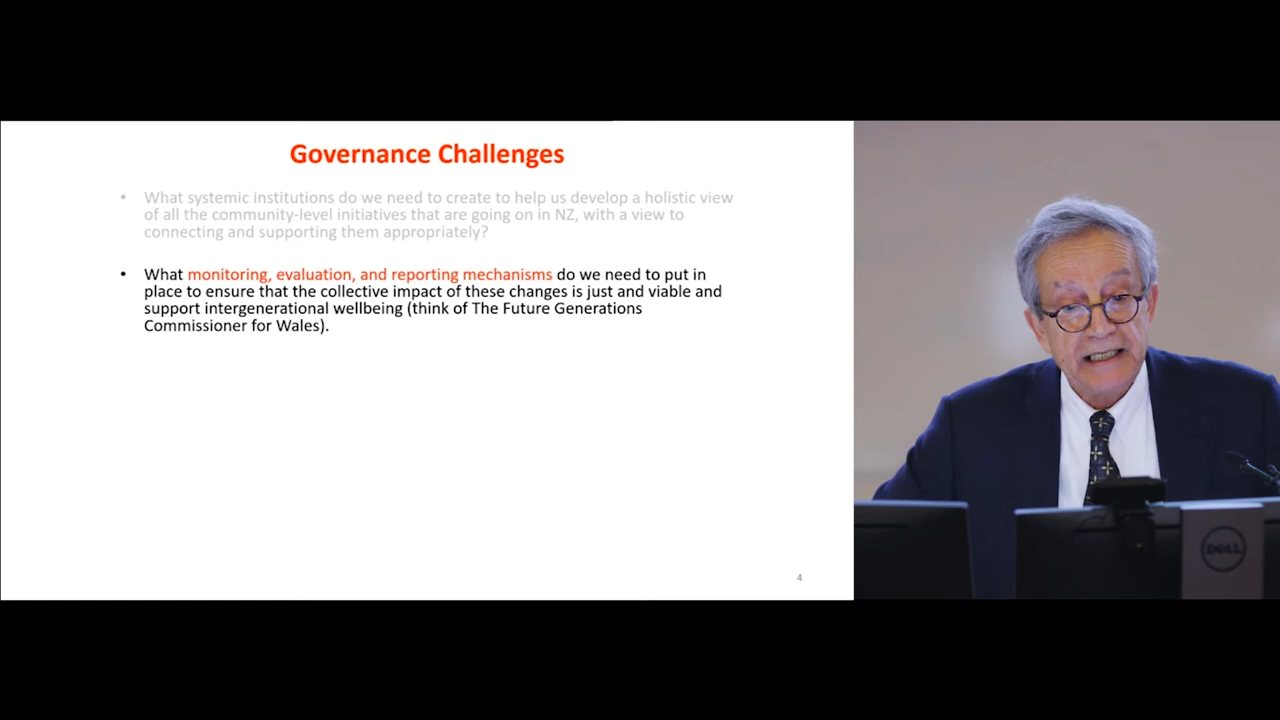 Governance Challenges
• What systemic institutions do we need to create to help us develop a holistic view
of all the community-level initiatives that are going on in NZ, with a view to
connecting and supporting them appropriately?
• What monitoring, evaluation, and reporting mechanisms do we need to put in
place to ensure that the collective impact of these changes is just and viable and
support intergenerational wellbeing (think of The Future Generations
Commissioner for Wales).
4
DELL